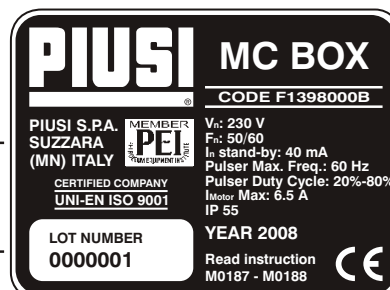 PIUSI
®
MC BOX
CODE F1398000B
PIUSI S.P.A.
SUZZARA
(MN) ITALY
MEMBER
PEI
CERTIFIED COMPANY
UNI-EN ISO 9001
LOT NUMBER
0000001
Vn: 230 V
Fn: 50/60
In stand-by: 40 mA
Pulser Max. Freq.: 60 Hz
Pulser Duty Cycle: 20%-80%
IMotor Max: 6.5 A
IP 55
YEAR 2008
Read instruction
M0187 - M0188
CE